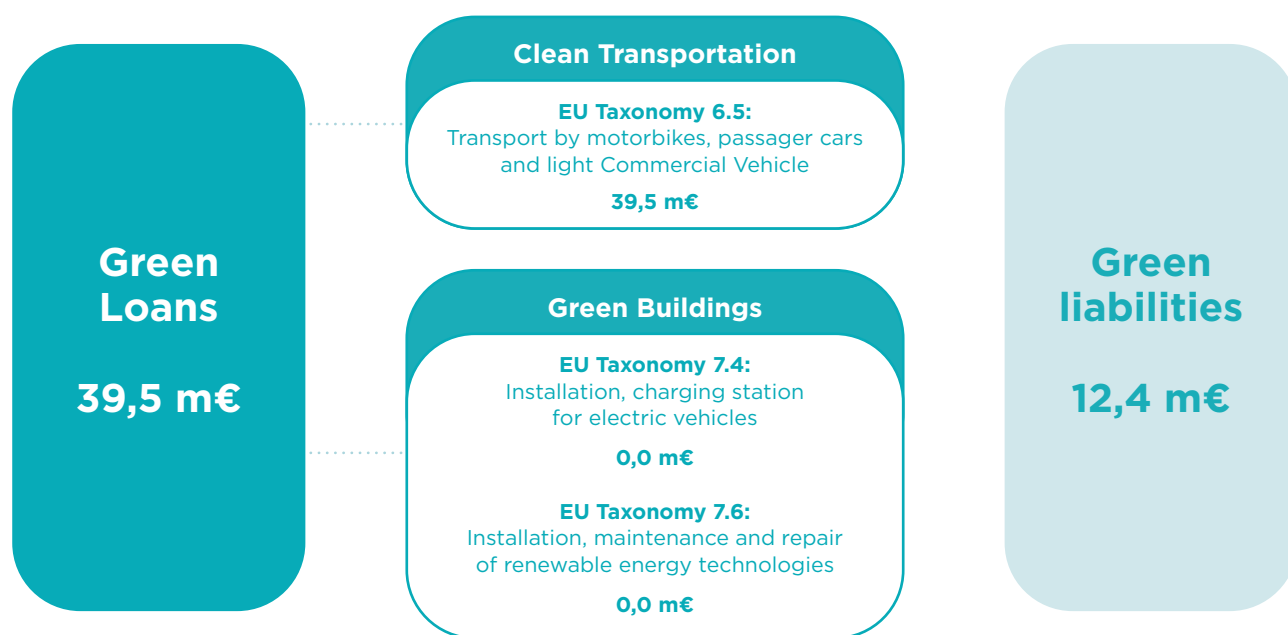 Green
Loans
39,5 m€
Clean Transportation
EU Taxonomy 6.5:
Transport by motorbikes, passager cars
and light Commercial Vehicle
39,5 m€
Green Buildings
EU Taxonomy 7.4:
Installation, charging station
for electric vehicles
0,0 m€
EU Taxonomy 7.6:
Installation, maintenance and repair
of renewable energy technologies
0,0 m€
Green
liabilities
12,4 m€